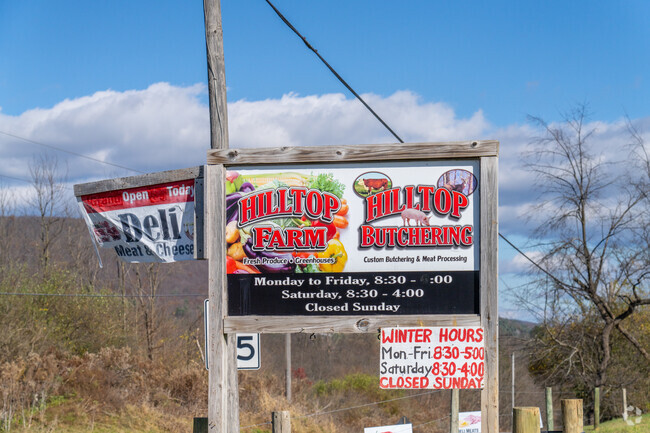 Open Today
Deli
Meat & Cheese
HILLTOP
FARM
Fresh Produce • Greenhouses
HILLTOP
BUTCHERING
Custom Butchering & Meat Processing
Monday to Friday, 8:30 - :00
Saturday, 8:30 - 4:00
Closed Sunday
5
WINTER HOURS
Mon-Fri 8:30-5:00
Saturday 8:30-4:00
CLOSED SUNDAY